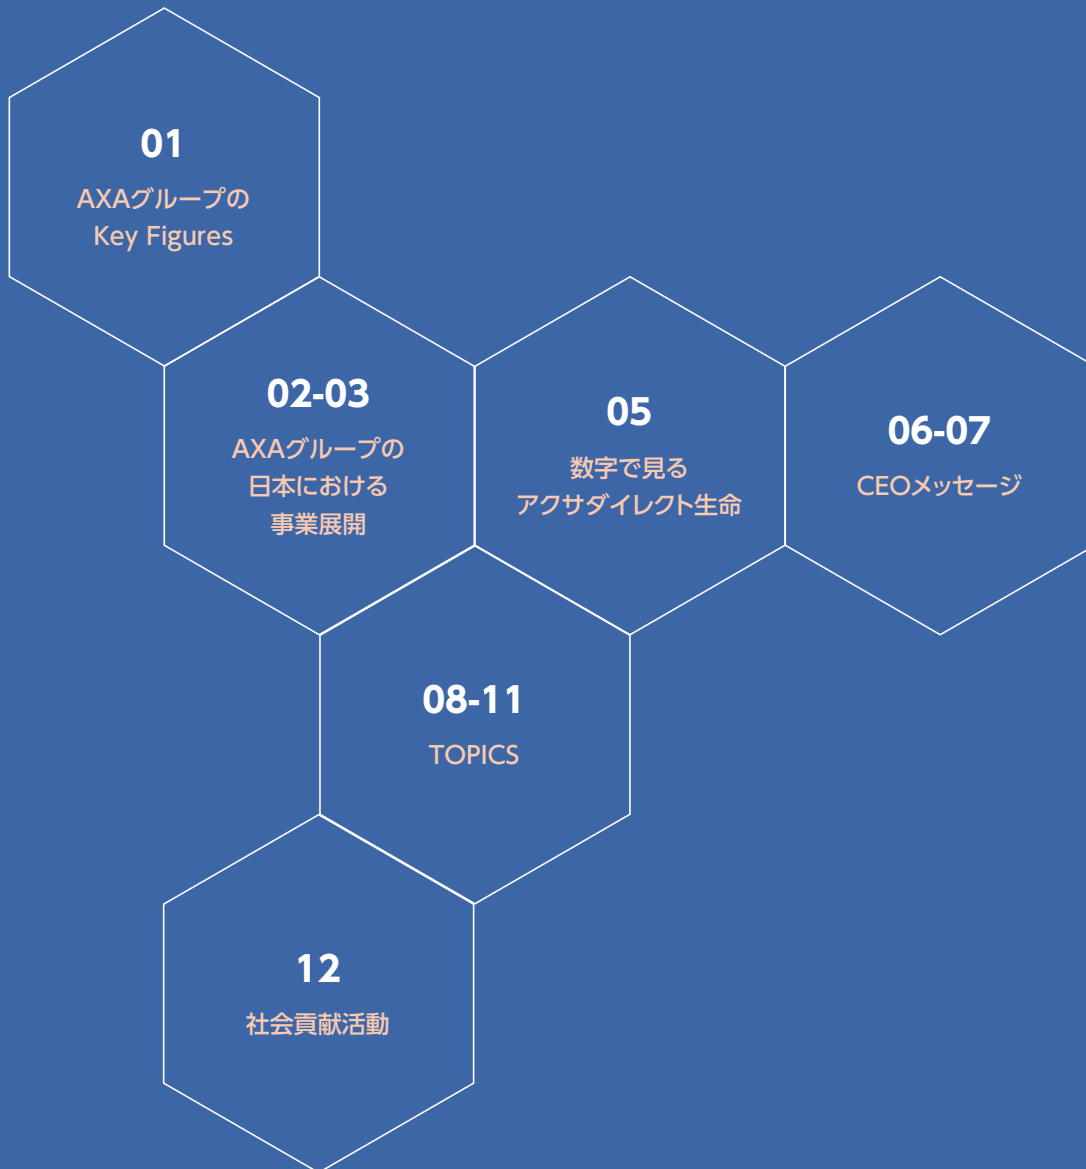 01
AXAグループの
Key Figures
02-03
AXAグループの
日本における
事業展開
05
数字で見る
アクサダイレクト生命
06-07
CEOメッセージ
08-11
TOPICS
12
社会貢献活動